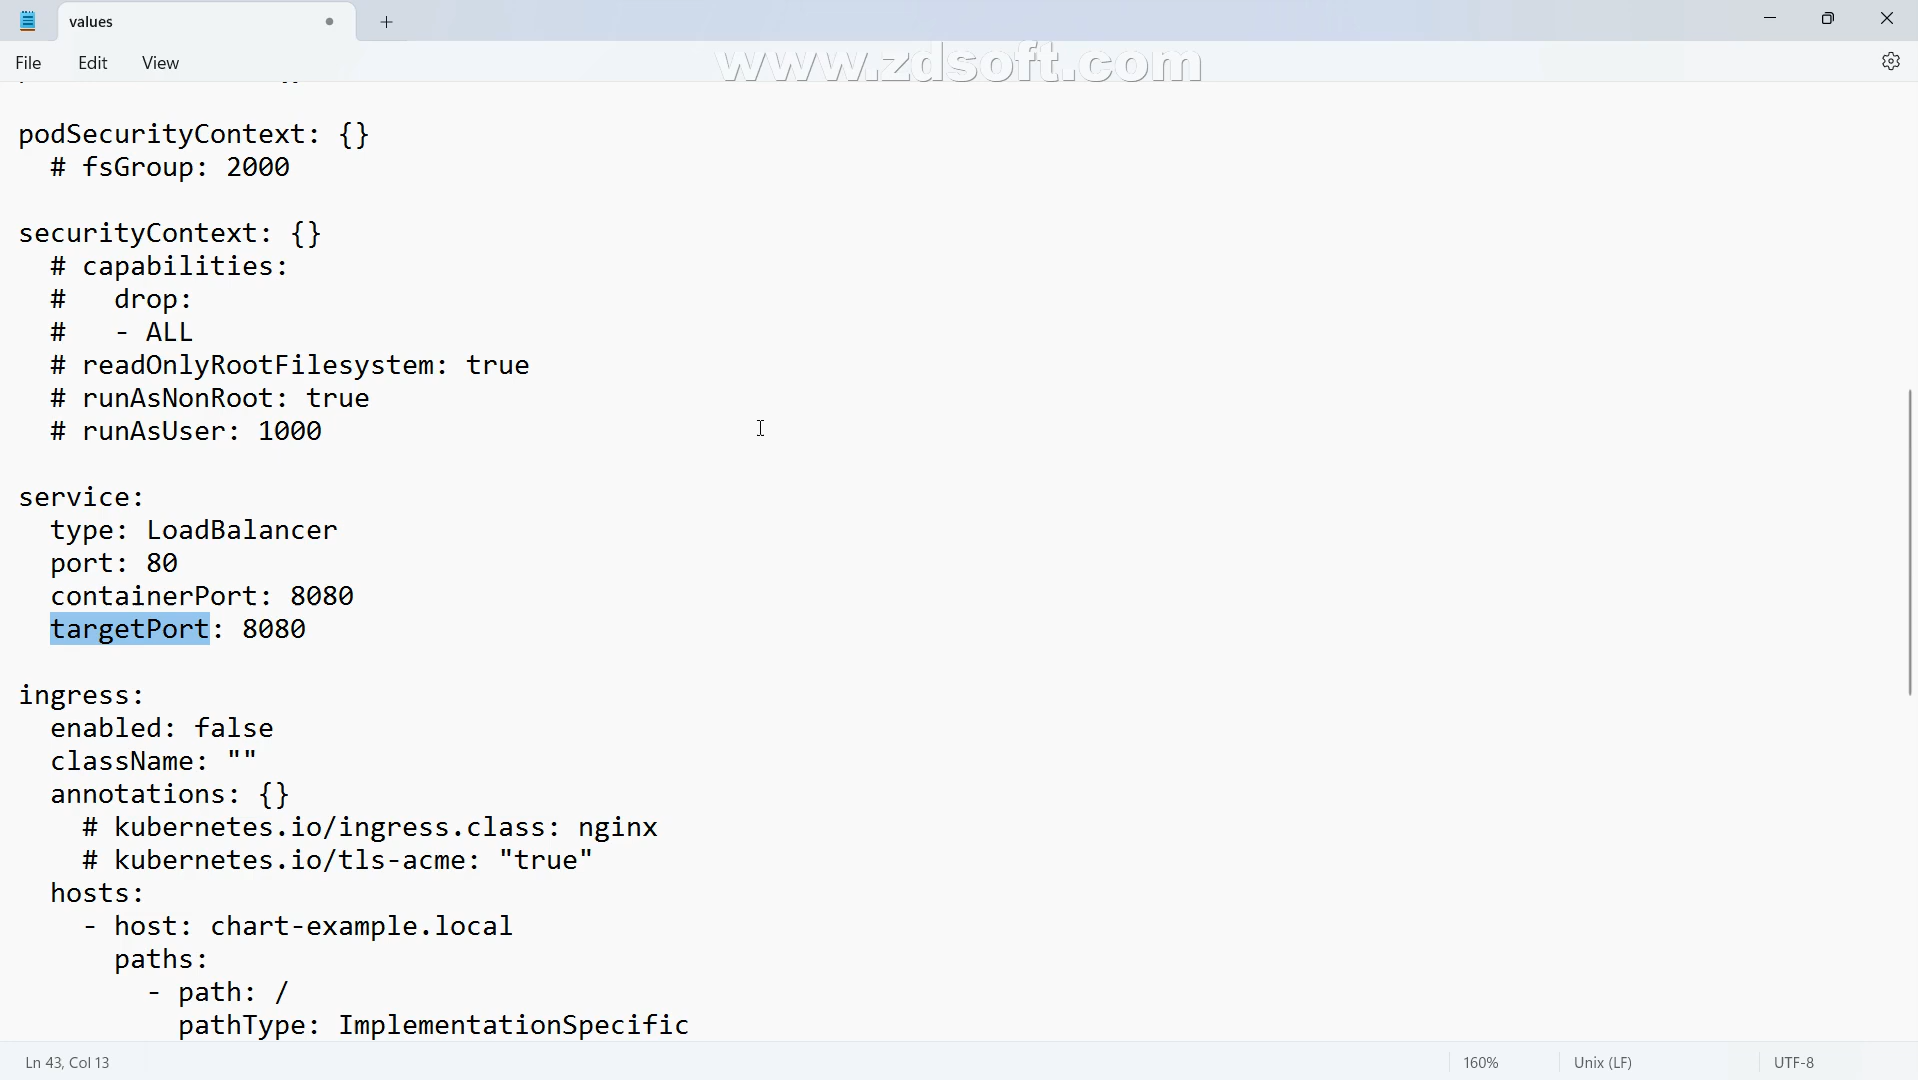 values
File Edit View
www.zdsoft.com
podSecurityContext: {}
  # fsGroup: 2000
securityContext: {}
  # capabilities:
  #   drop:
  #   - ALL
  # readOnlyRootFilesystem: true
  # runAsNonRoot: true
  # runAsUser: 1000
service:
  type: LoadBalancer
  port: 80
  containerPort: 8080
  targetPort: 8080
ingress:
  enabled: false
  className: ""
  annotations: {}
    # kubernetes.io/ingress.class: nginx
    # kubernetes.io/tls-acme: "true"
  hosts:
    - host: chart-example.local
      paths:
        - path: /
          pathType: ImplementationSpecific
Ln 43, Col 13 160% Unix (LF) UTF-8